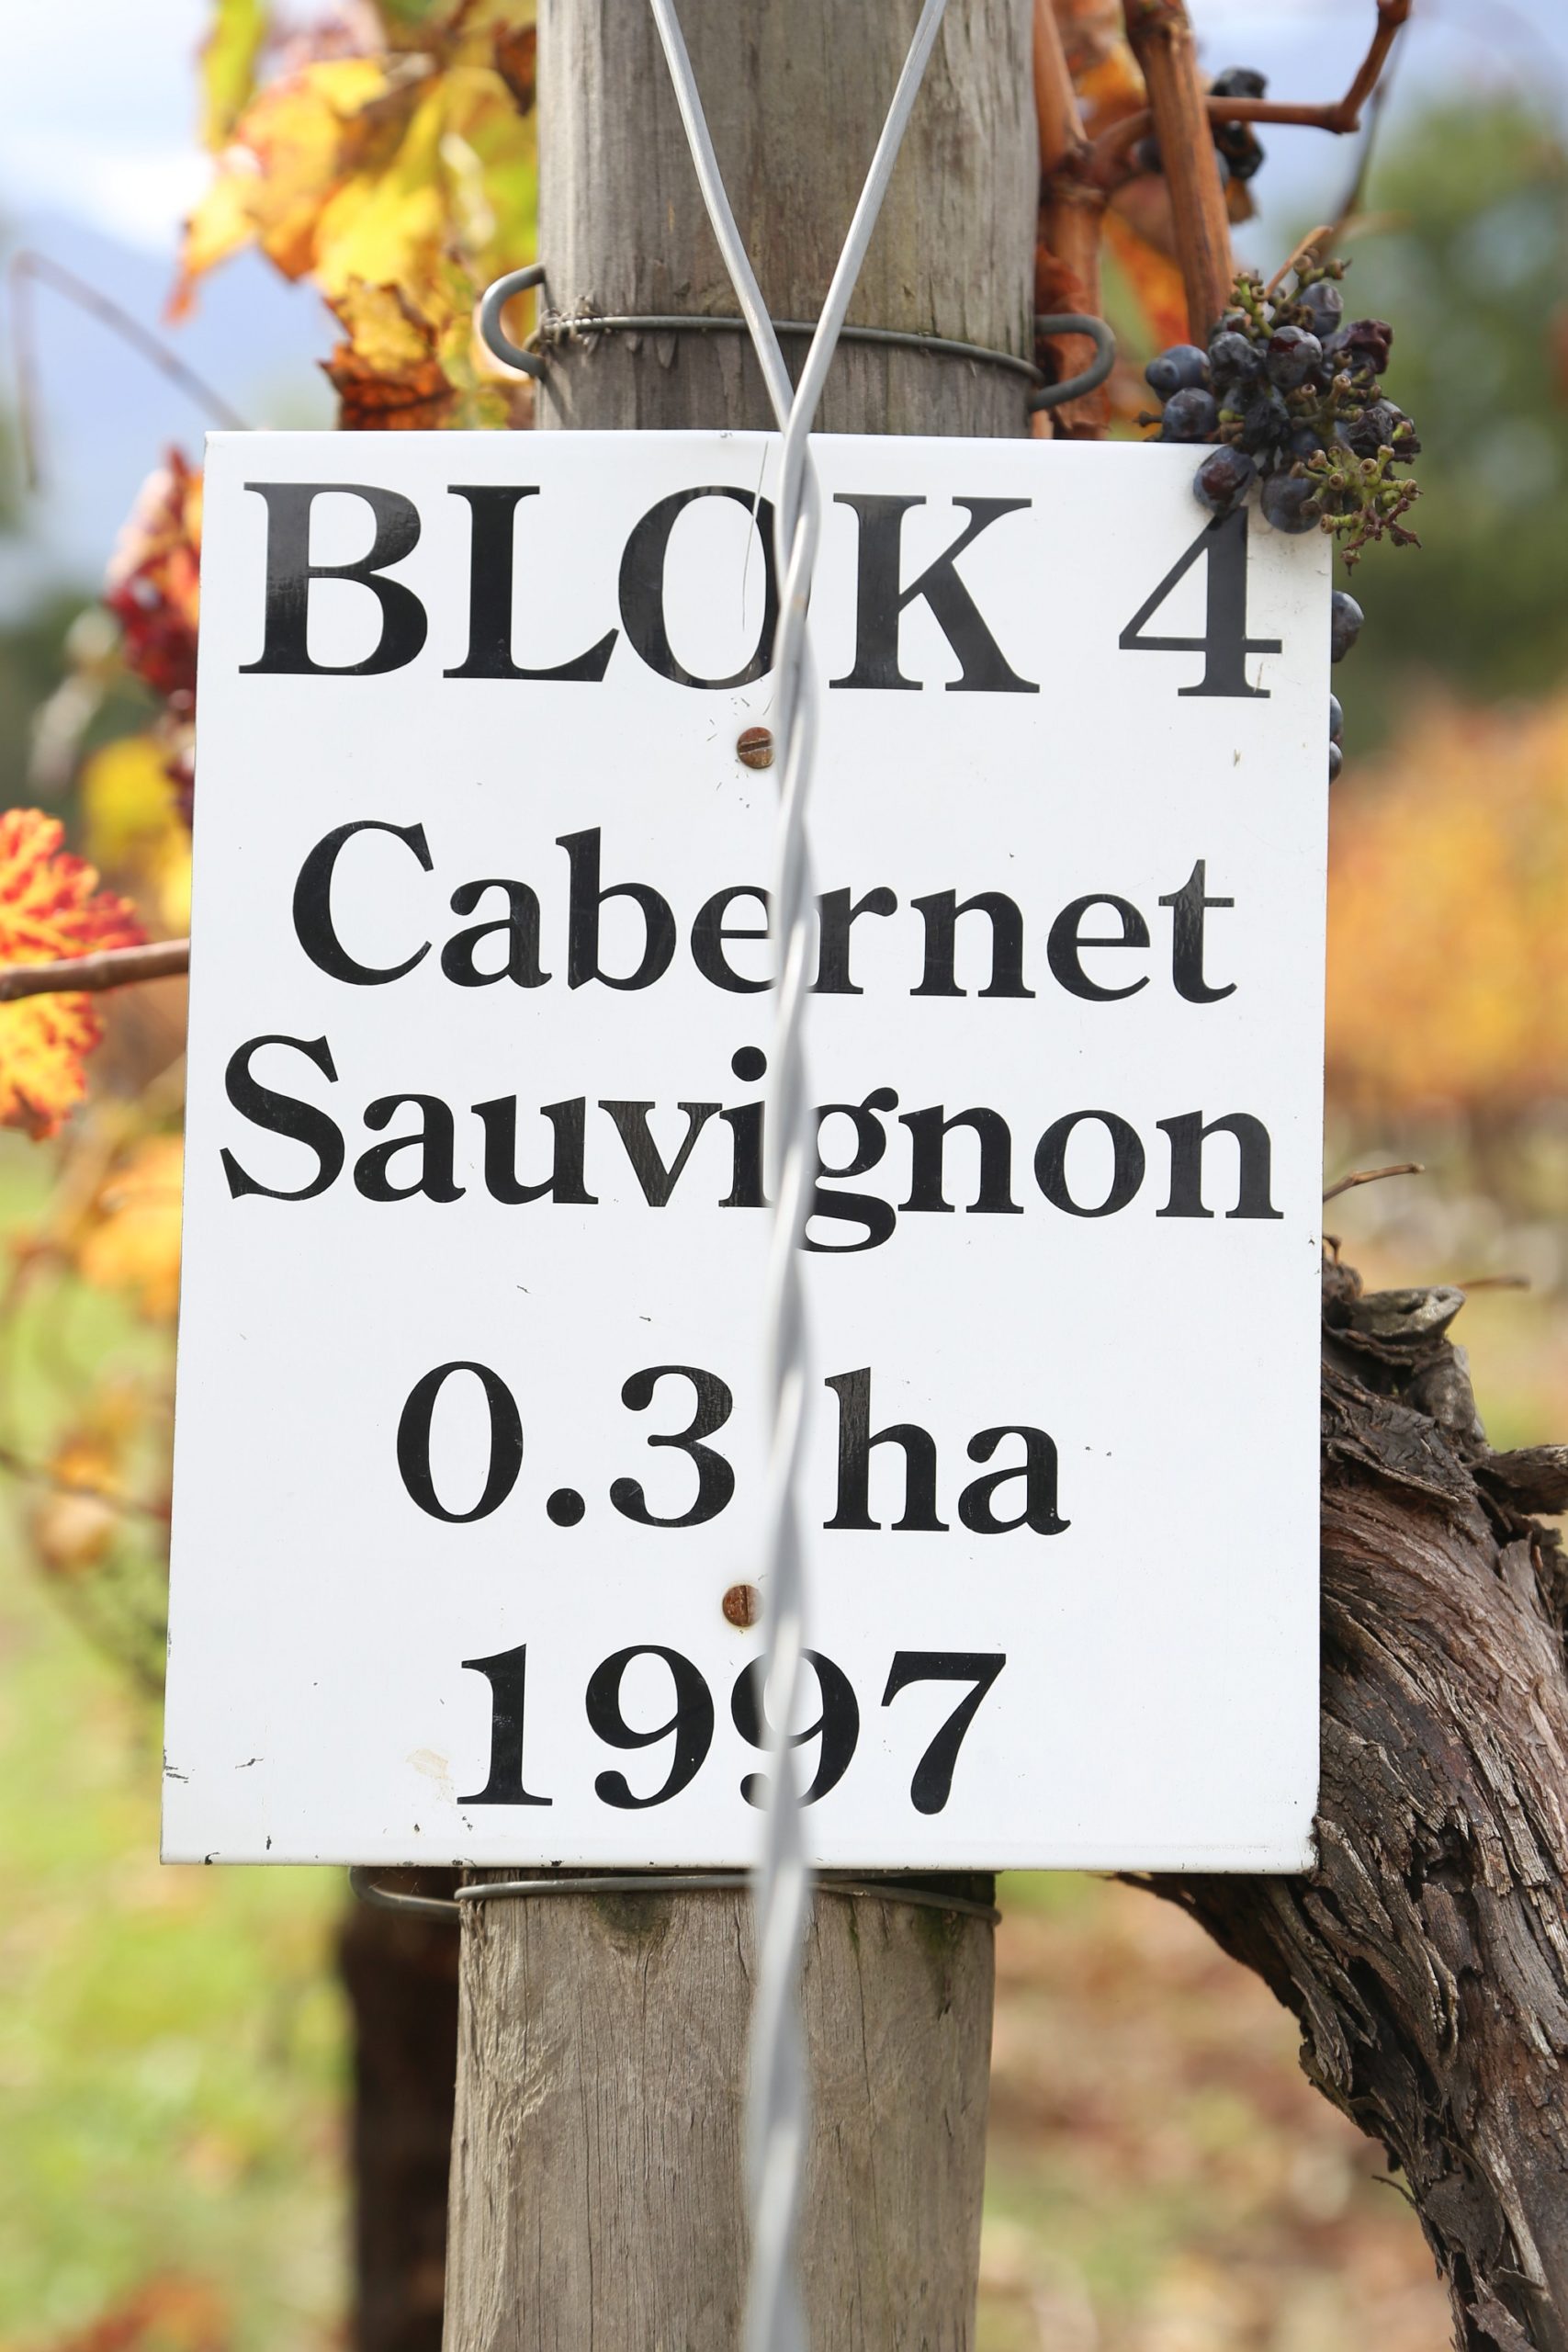 BLOK 4
Cabernet
Sauvignon
0.3 ha
1997